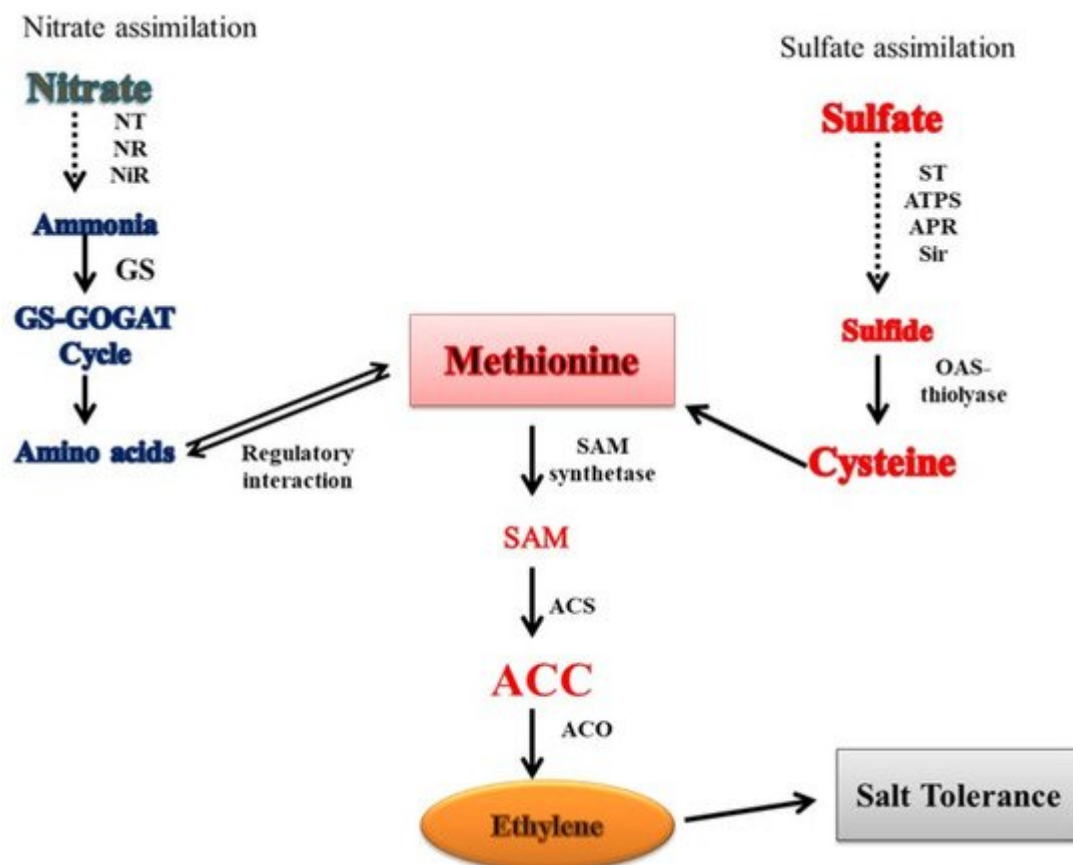 Nitrate assimilation
Nitrate
NT
NR
NiR
Ammonia
GS
GS-GOGAT
Cycle
Amino acids
Regulatory
interaction
Methionine
SAM
synthetase
SAM
ACS
ACC
ACO
Ethylene
Salt Tolerance
Sulfate assimilation
Sulfate
ST
ATPS
APR
Sir
Sulfide
OAS-
thiolyase
Cysteine